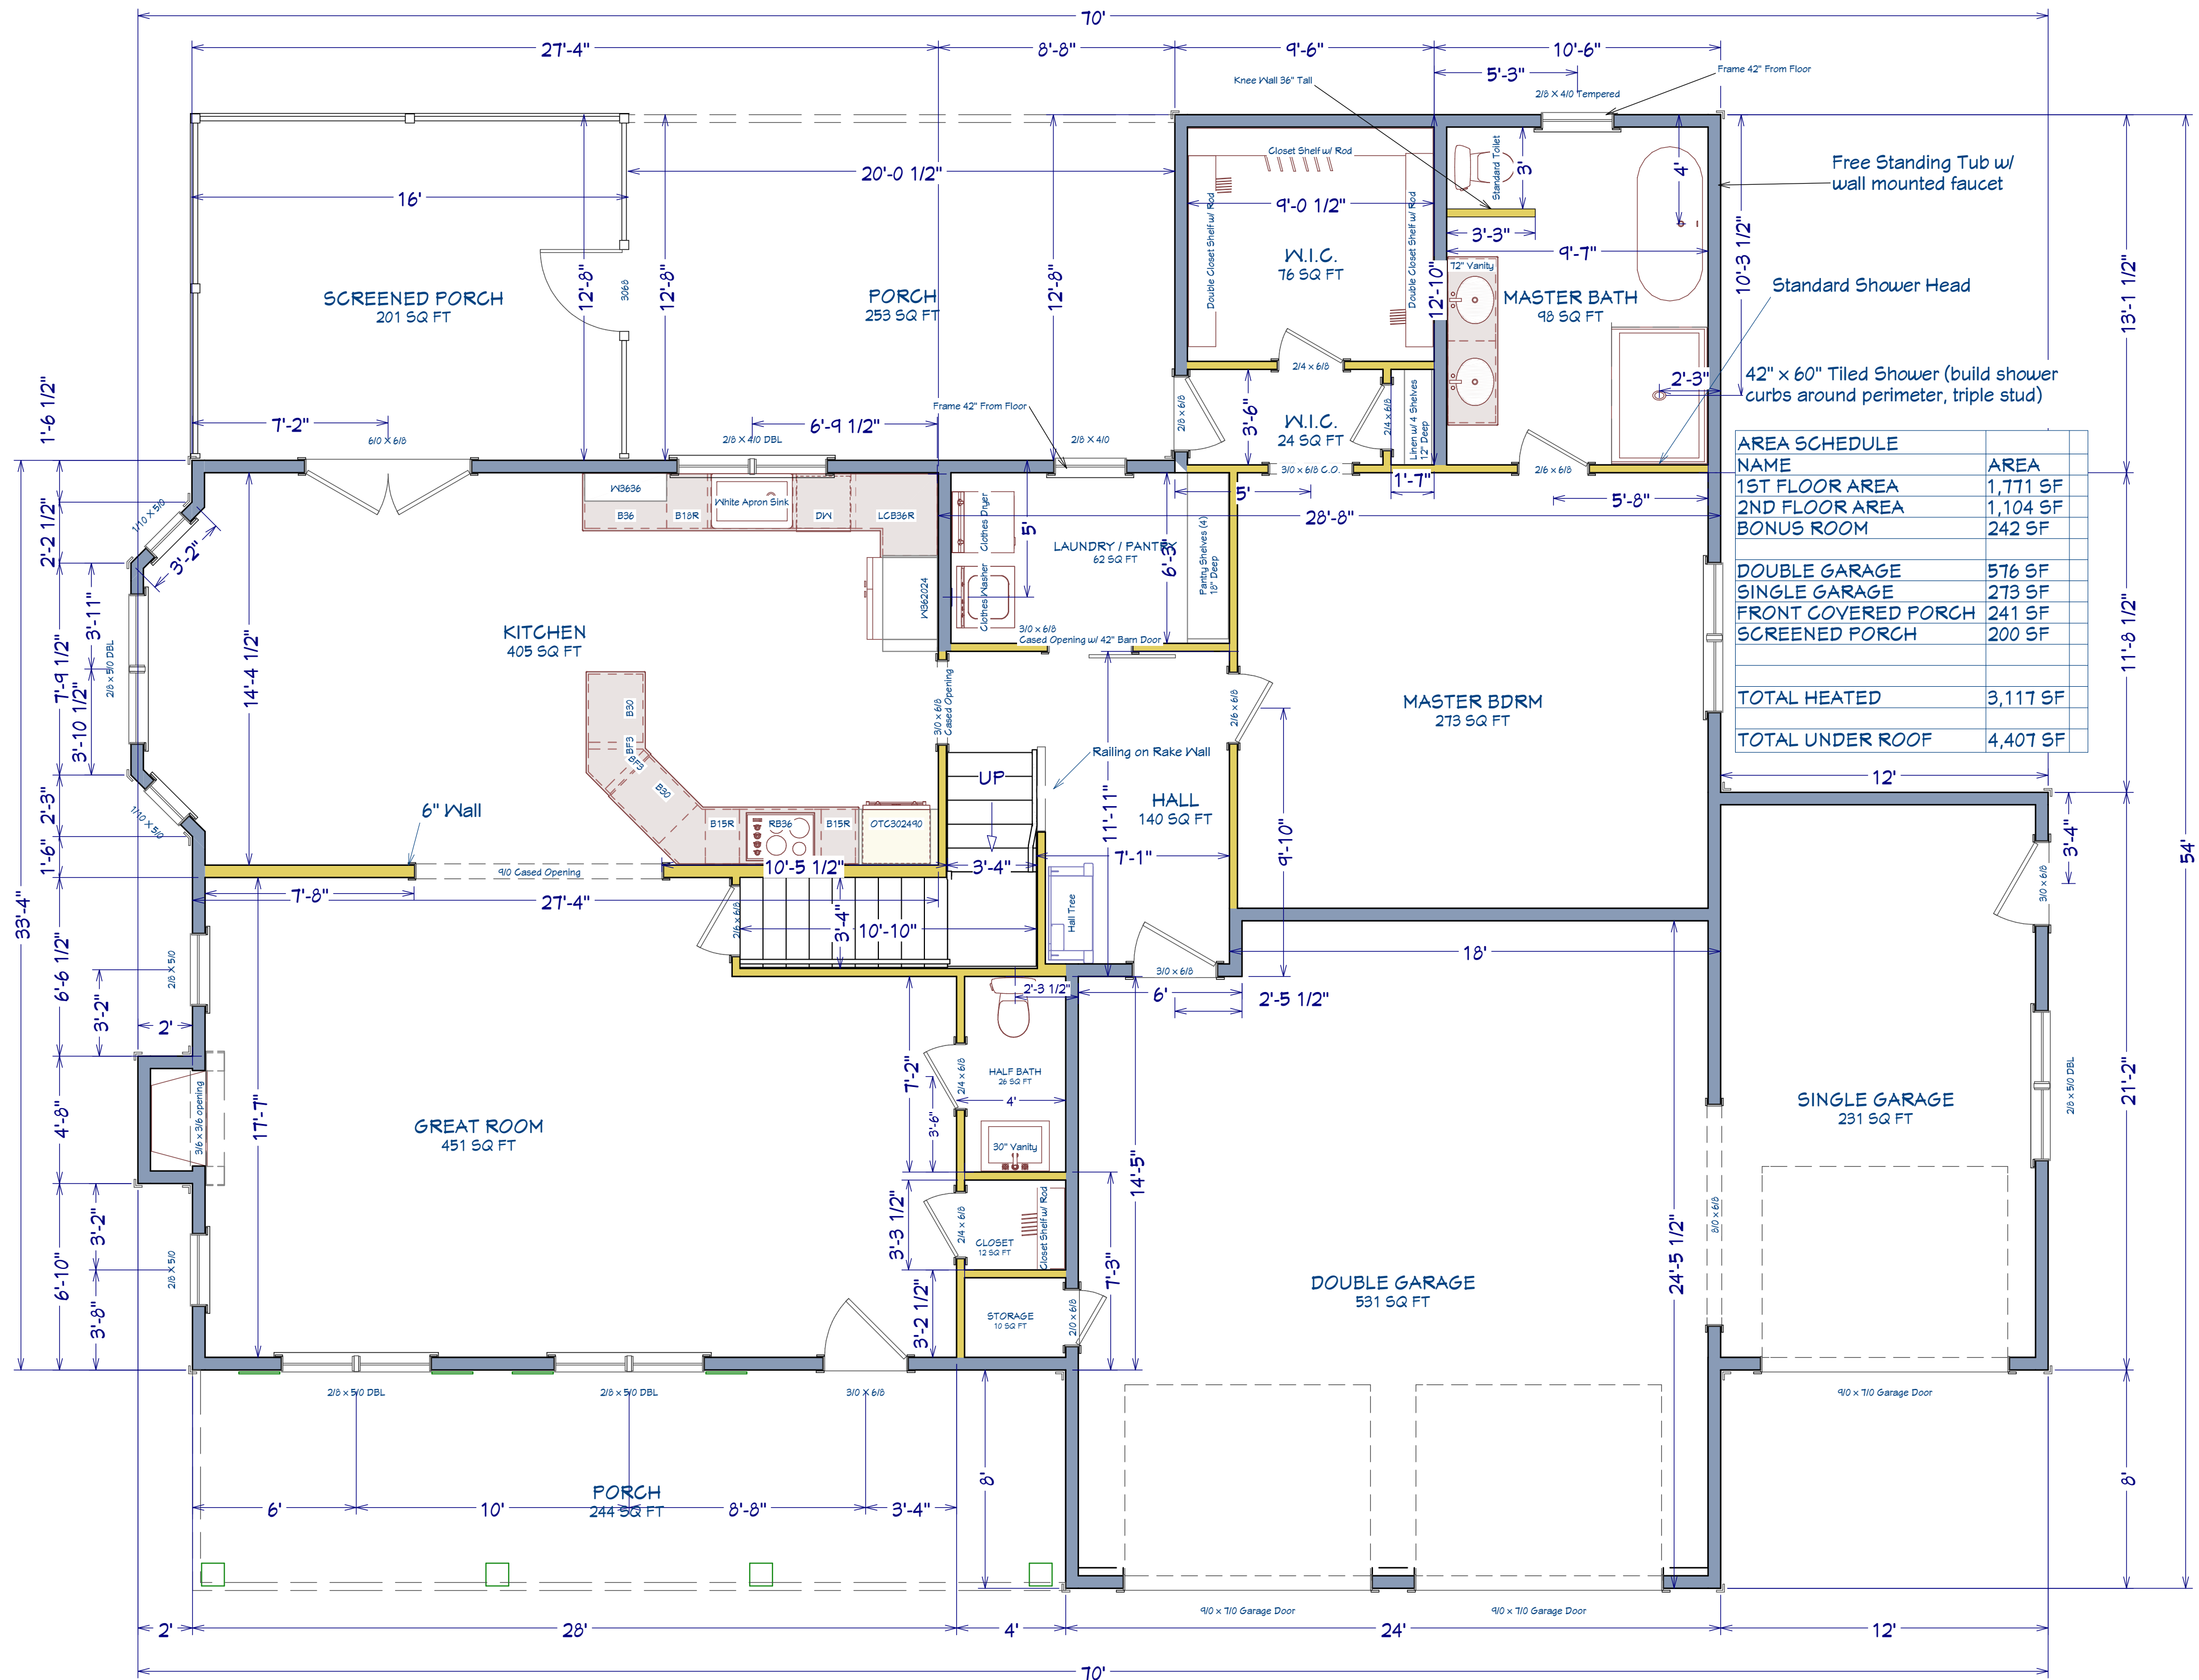 70'
27'-4"
8'-8"
9'-6"
10'-6"
5'-3"
Frame 42" From Floor
Knee Wall 36" Tall
2/8 X 4/0 Tempered
Closet Shelf w/ Rod
Standard Toilet
3'
4'
Free Standing Tub w/
wall mounted faucet
20'-0 1/2"
16'
9'-0 1/2"
3'-3"
9'-7"
10'-3 1/2"
13'-1 1/2"
Double Closet Shelf w/ Rod
Double Closet Shelf w/ Rod
W.I.C.
76 SQ FT
72" Vanity
12'-8"
12'-8"
12'-8"
12'-10"
3068
SCREENED PORCH
201 SQ FT
PORCH
253 SQ FT
MASTER BATH
98 SQ FT
Standard Shower Head
2/4 x 6/8
2'-3"
42" x 60" Tiled Shower (build shower
curbs around perimeter, triple stud)
1'-6 1/2"
Frame 42" From Floor
7'-2"
6'-9 1/2"
6/0 X 6/8
2/8 X 4/0 DBL
2/8 X 4/0
2/8 x 6/8
3'-6"
W.I.C.
24 SQ FT
2/4 x 6/8
Linen w/ 4 Shelves
12" Deep
3/0 x 6/8 C.O.
2/6 x 6/8
AREA SCHEDULE
NAME AREA
1ST FLOOR AREA 1,771 SF
2ND FLOOR AREA 1,104 SF
BONUS ROOM 242 SF
DOUBLE GARAGE 576 SF
SINGLE GARAGE 273 SF
FRONT COVERED PORCH 241 SF
SCREENED PORCH 200 SF
TOTAL HEATED 3,117 SF
TOTAL UNDER ROOF 4,407 SF
W3636
B36
B18R
White Apron Sink
DW
LCB36R
5'
1'-7"
5'-8"
28'-8"
1/10 X 5/0
2'-2 1/2"
3'-2"
Clothes Dryer
5'
LAUNDRY / PANTRY
62 SQ FT
6'-3"
Pantry Shelves (4)
18" Deep
Clothes Washer
W362024
3/0 x 6/8
Cased Opening w/ 42" Barn Door
3'-11"
7'-9 1/2"
3'-10 1/2"
2/8 x 5/0 DBL
14'-4 1/2"
KITCHEN
405 SQ FT
11'-8 1/2"
B30
BF3
BF3
B30
3/0 x 6/8
Cased Opening
2/6 x 6/8
MASTER BDRM
273 SQ FT
Railing on Rake Wall
UP
12'
2'-3"
1/10 X 5/0
6" Wall
B15R
RB36
B15R
OTC302490
HALL
140 SQ FT
11'-11"
9'-10"
3'-4"
1'-6"
9/0 Cased Opening
10'-5 1/2"
3'-4"
7'-1"
3/0 x 6/8
54'
33'-4"
7'-8"
27'-4"
2/6 x 6/8
3'-4"
10'-10"
Hall Tree
6'-6 1/2"
2/8 X 5/0
18'
3'-2"
3/0 x 6/8
2'-3 1/2"
6'
2'-5 1/2"
2'
7'-2"
2/4 x 6/8
HALF BATH
26 SQ FT
4'
3'-6"
30" Vanity
4'-8"
3/6 x 3/6 opening
17'-7"
GREAT ROOM
451 SQ FT
SINGLE GARAGE
231 SQ FT
2/8 x 5/0 DBL
21'-2"
14'-5"
3'-2"
6'-10"
3'-8"
2/8 X 5/0
3'-3 1/2"
2/4 x 6/8
CLOSET
12 SQ FT
Closet Shelf w/ Rod
7'-3"
24'-5 1/2"
8/0 x 6/8
DOUBLE GARAGE
531 SQ FT
3'-2 1/2"
STORAGE
10 SQ FT
2/0 x 6/8
2/8 x 5/0 DBL
2/8 x 5/0 DBL
3/0 X 6/8
9/0 x 7/0 Garage Door
8'
8'
PORCH
244 SQ FT
6'
10'
8'-8"
3'-4"
9/0 x 7/0 Garage Door
9/0 x 7/0 Garage Door
2'
28'
4'
24'
12'
70'